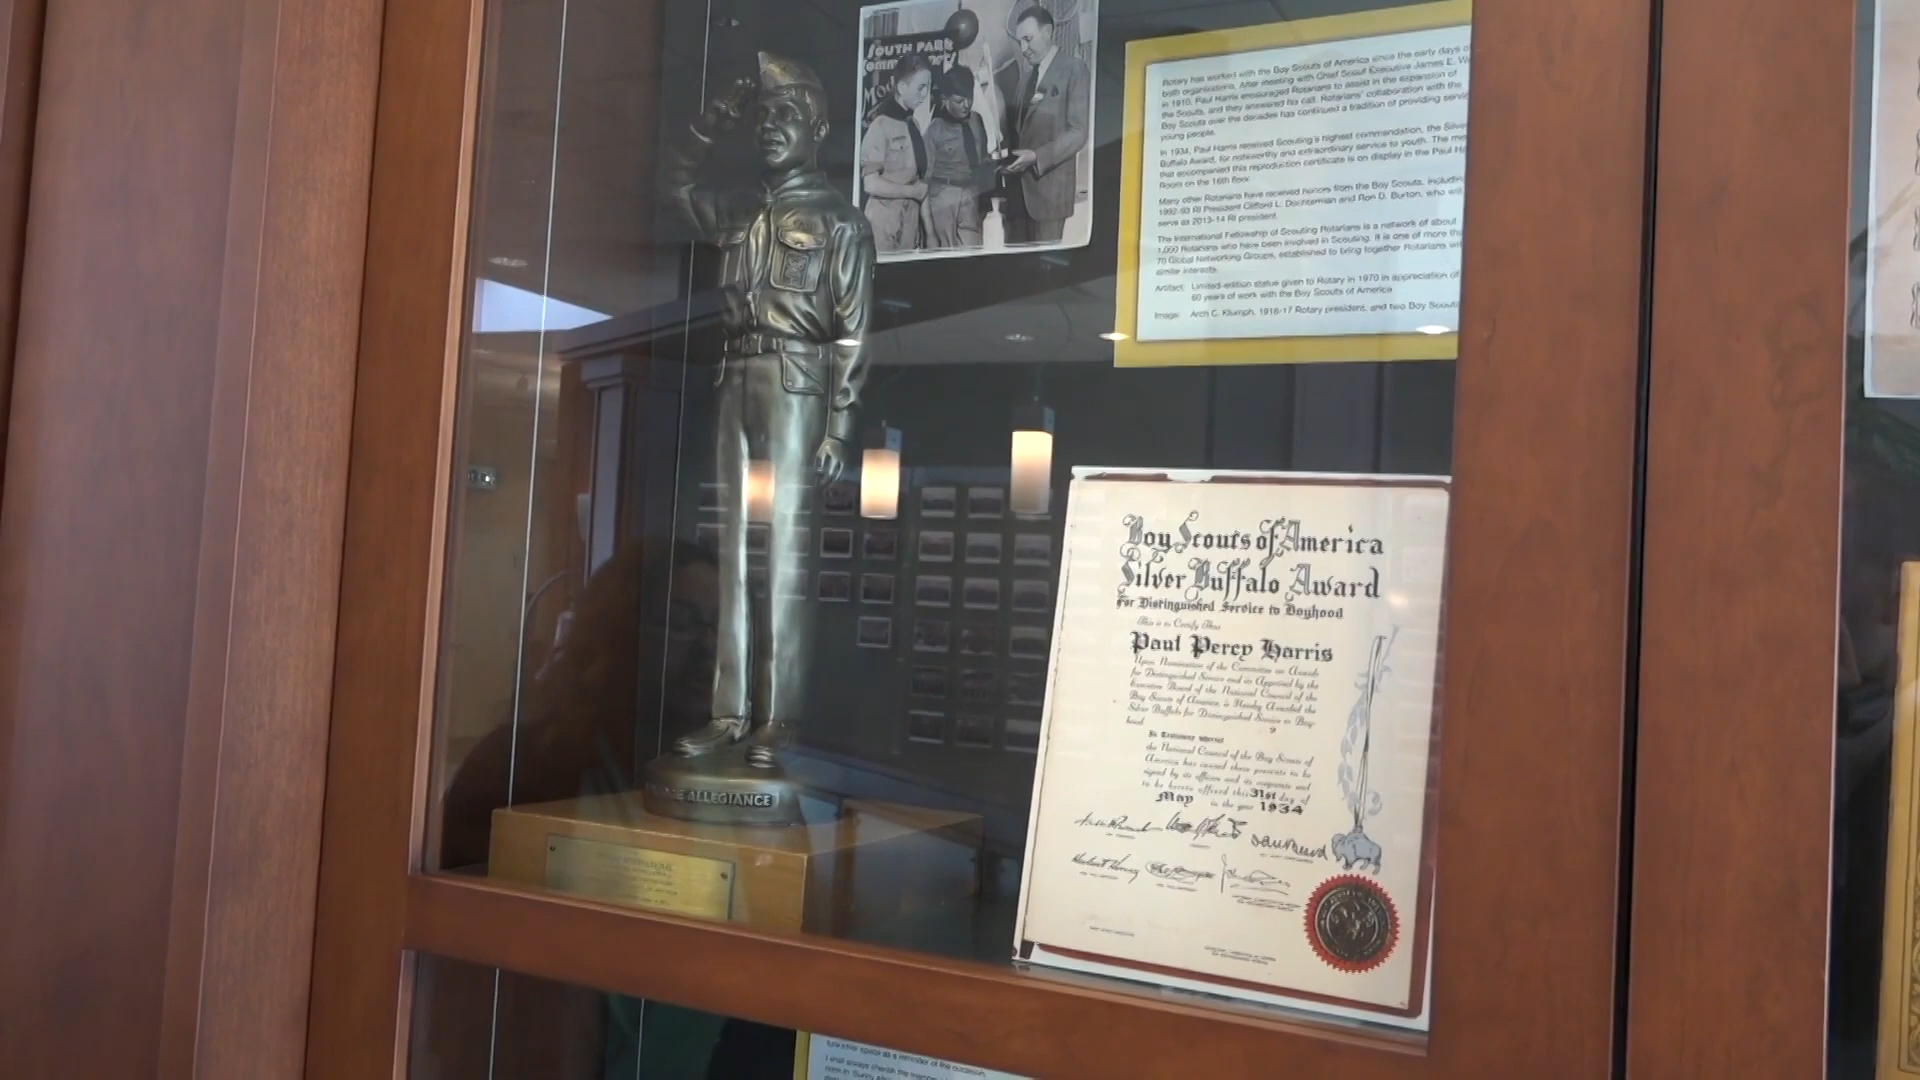 SOUTH PARK
Rotary has worked with the Boy Scouts of America since the early days of
both organizations. After meeting with Chief Scout Executive James E. We
in 1910, Paul Harris encouraged Rotarians to assist in the expansion of
the Scouts, and they answered his call. Rotarians' collaboration with the
Boy Scouts over the decades has continued a tradition of providing servic
young people.
In 1934, Paul Harris received Scouting's highest commendation, the Silver
Buffalo Award, for noteworthy and extraordinary service to youth. The me
that accompanied this reproduction certificate is on display in the Paul Ha
Room on the 16th floor.
Many other Rotarians have received honors from the Boy Scouts, including
1992-93 RI President Clifford L. Dochterman and Ron D. Burton, who will
serve as 2013-14 RI president.
The International Fellowship of Scouting Rotarians is a network of about
1,000 Rotarians who have been involved in Scouting. It is one of more tha
70 Global Networking Groups, established to bring together Rotarians wit
similar interests.
Artifact: Limited-edition statue given to Rotary in 1970 in appreciation of
60 years of work with the Boy Scouts of America
Image: Arch C. Klumph, 1916-17 Rotary president, and two Boy Scouts
Boy Scouts of America
Silver Buffalo Award
For Distinguished Service to Boyhood
This is to Certify That
Paul Percy Harris
Upon Nomination of the Committee on Awards
for Distinguished Service and its Approval by the
Executive Board of the National Council of the
Boy Scouts of America, is Hereby Awarded the
Silver Buffalo for Distinguished Service to Boy-
hood
In Testimony Whereof
the National Council of the Boy Scouts of
America has caused these presents to be
signed by its officers and its corporate seal
to be hereto affixed this 31st day of
May in the year 1934
ALLEGIANCE
I shall always cherish the